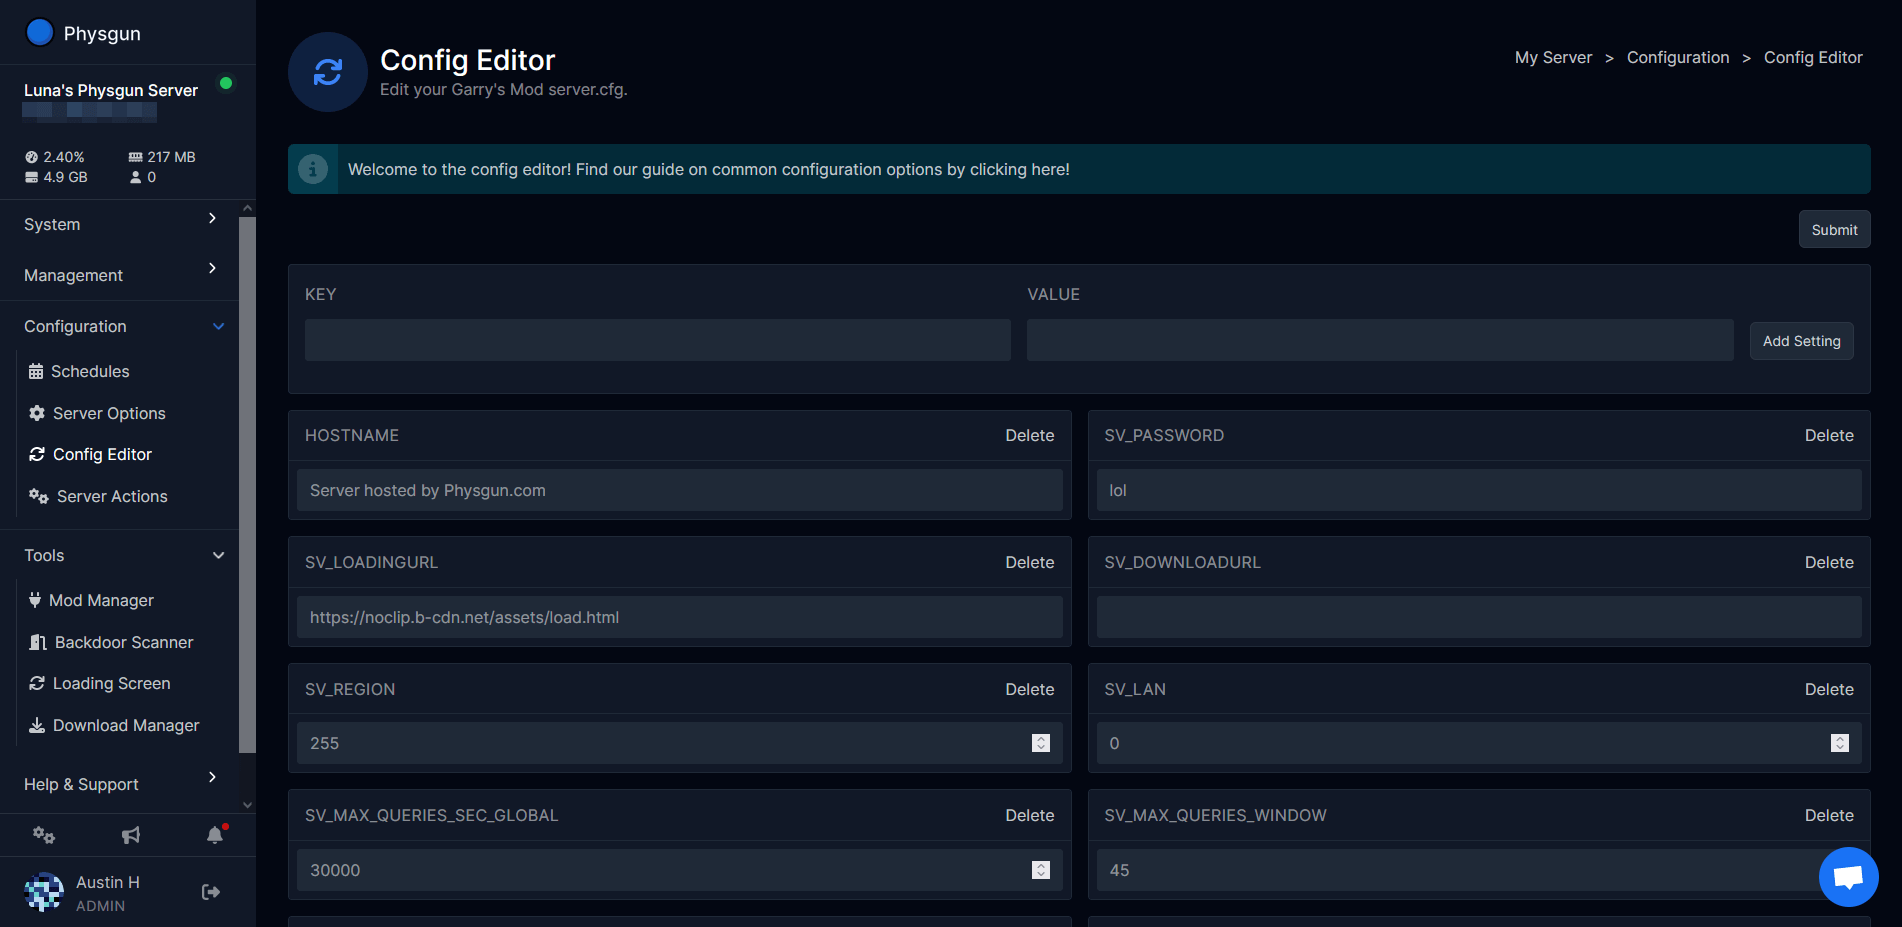 Physgun
Luna's Physgun Server
2.40% 217 MB
4.9 GB 0
System
Management
Configuration
Schedules
Server Options
Config Editor
Server Actions
Tools
Mod Manager
Backdoor Scanner
Loading Screen
Download Manager
Help & Support
Austin H
ADMIN
Config Editor
Edit your Garry's Mod server.cfg.
My Server > Configuration > Config Editor
Welcome to the config editor! Find our guide on common configuration options by clicking here!
Submit
KEY VALUE
Add Setting
HOSTNAME Delete
Server hosted by Physgun.com
SV_PASSWORD Delete
lol
SV_LOADINGURL Delete
https://noclip.b-cdn.net/assets/load.html
SV_DOWNLOADURL Delete
SV_REGION Delete
255
SV_LAN Delete
0
SV_MAX_QUERIES_SEC_GLOBAL Delete
30000
SV_MAX_QUERIES_WINDOW Delete
45